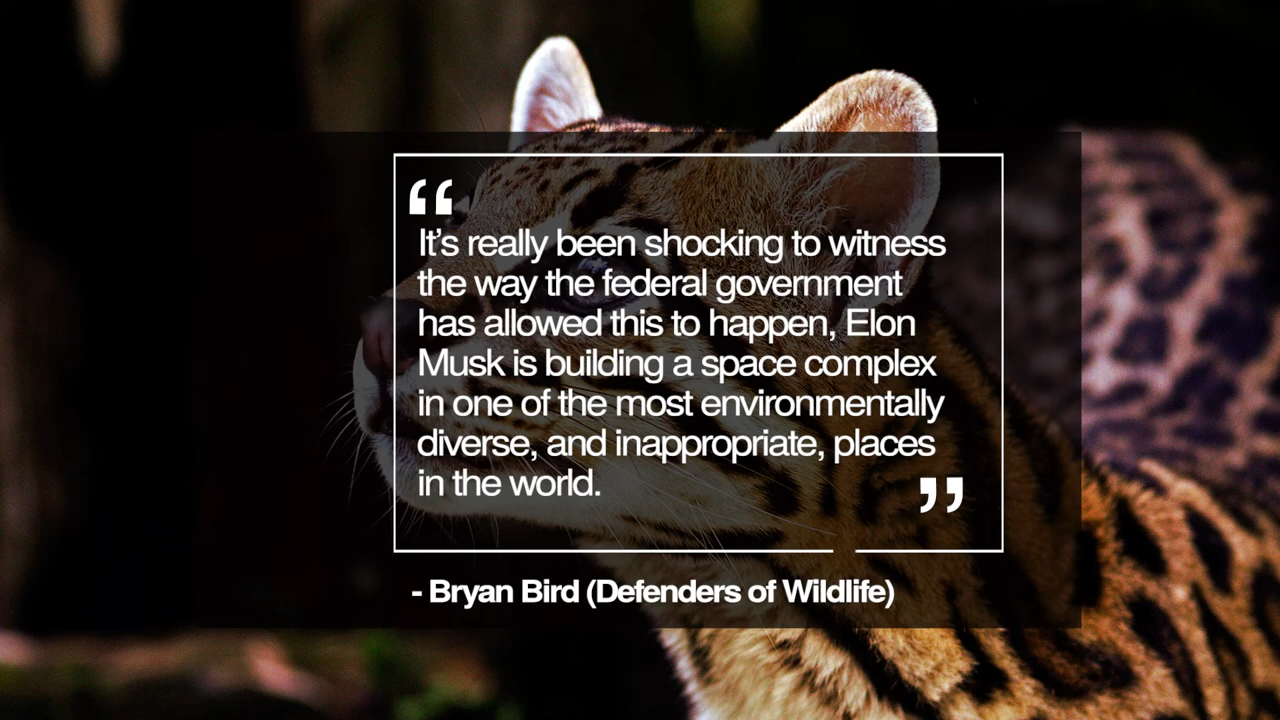 “
It’s really been shocking to witness
the way the federal government
has allowed this to happen, Elon
Musk is building a space complex
in one of the most environmentally
diverse, and inappropriate, places
in the world.
”
- Bryan Bird (Defenders of Wildlife)